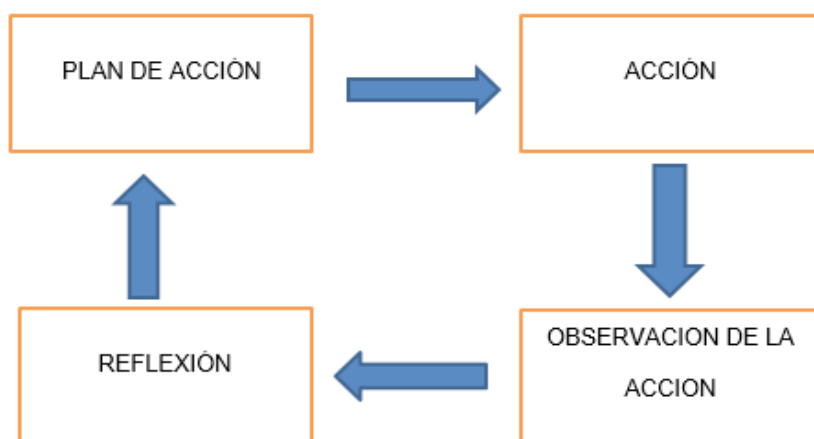 PLAN DE ACCIÓN
ACCIÓN
OBSERVACION DE LA
ACCION
REFLEXIÓN